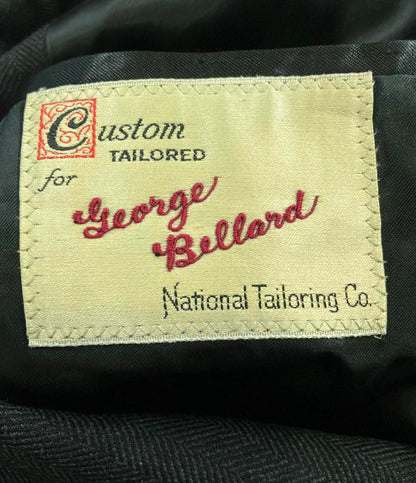 Custom
TAILORED
for
George
Bellard
National Tailoring Co.